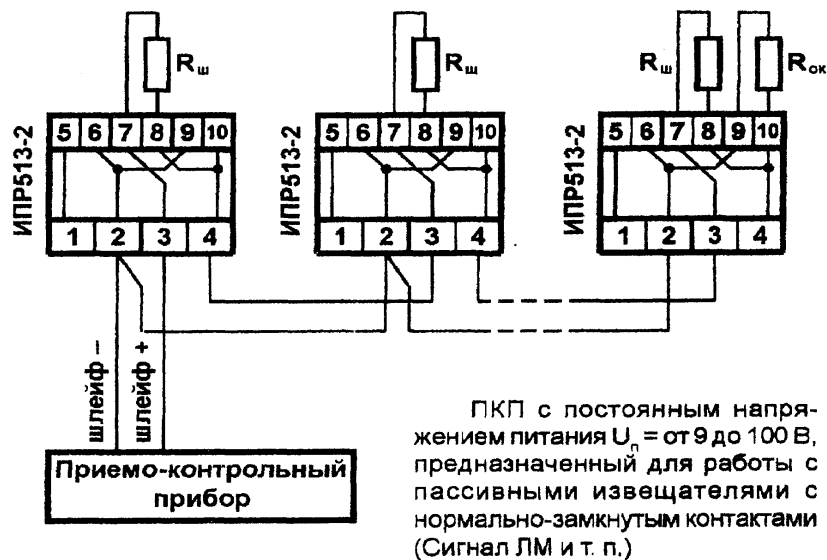 Rш Rш Rш Rок
ИПР513-2
5 6 7 8 9 10
1 2 3 4
ИПР513-2
5 6 7 8 9 10
1 2 3 4
ИПР513-2
5 6 7 8 9 10
1 2 3 4
шлейф –
шлейф +
Приемо-контрольный
прибор
ПКП с постоянным напря-
жением питания Uп = от 9 до 100 В,
предназначенный для работы с
пассивными извещателями с
нормально-замкнутым контактами
(Сигнал ЛМ и т. п.)